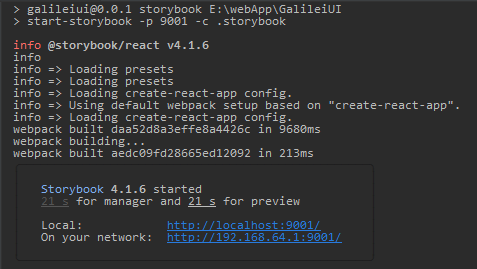 > galileiui@0.0.1 storybook E:\webApp\GalileiUI
> start-storybook -p 9001 -c .storybook
info @storybook/react v4.1.6
info
info => Loading presets
info => Loading presets
info => Loading create-react-app config.
info => Using default webpack setup based on "create-react-app".
info => Loading create-react-app config.
webpack built daa52d8a3effe8a4426c in 9680ms
webpack building...
webpack built aedc09fd28665ed12092 in 213ms
Storybook 4.1.6 started
21 s for manager and 21 s for preview
Local: http://localhost:9001/
On your network: http://192.168.64.1:9001/